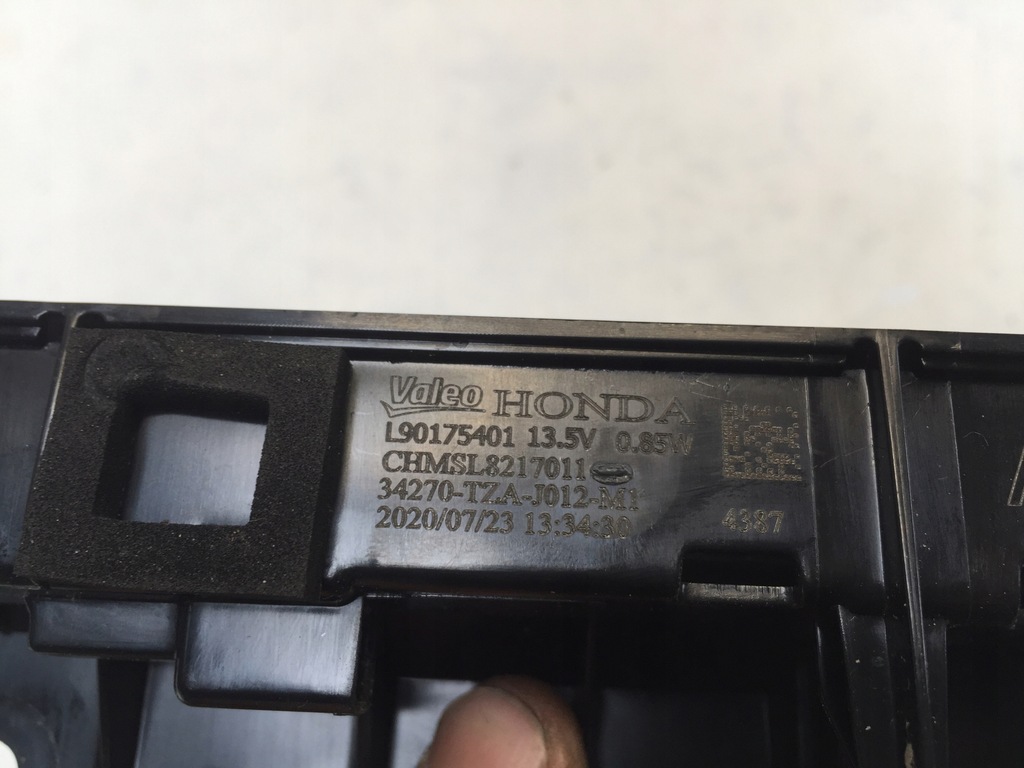 Valeo HONDA
L90175401 13.5V 0.85W
CHMSL8217011
34270-TZA-J012-M1
2020/07/23 13:34:30 4387